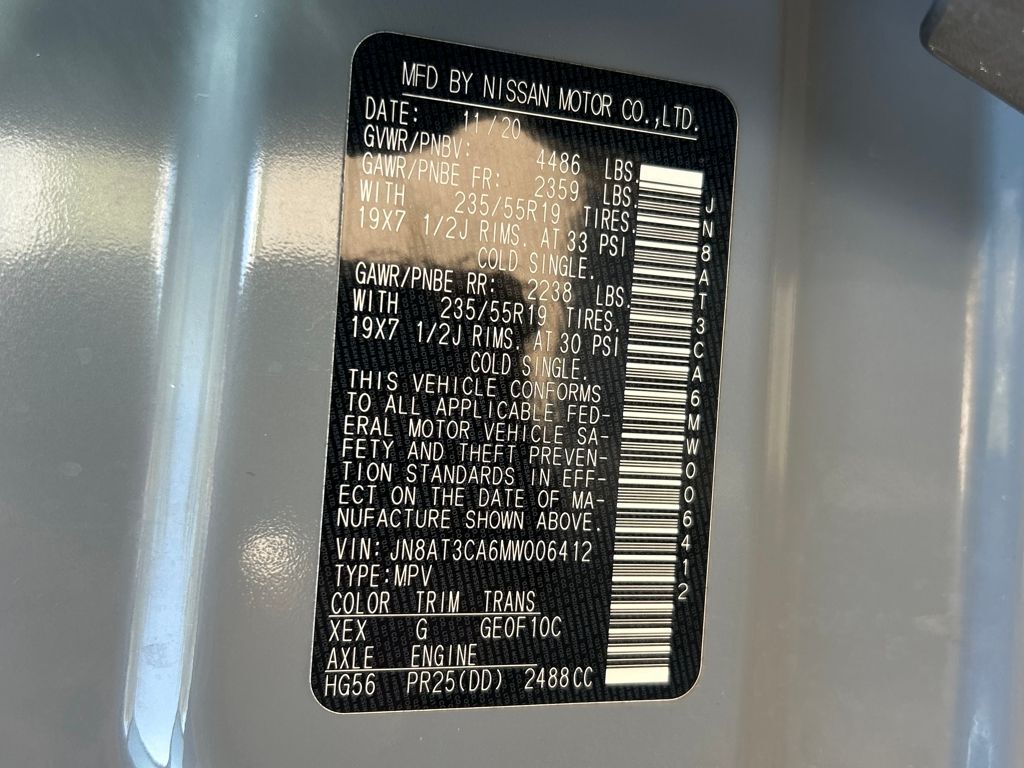 MFD BY NISSAN MOTOR CO.,LTD.
DATE: 11/20
GVWR/PNBV: 4486 LBS.
GAWR/PNBE FR: 2359 LBS.
WITH 235/55R19 TIRES.
19X7 1/2J RIMS. AT 33 PSI
COLD SINGLE.
GAWR/PNBE RR: 2238 LBS.
WITH 235/55R19 TIRES.
19X7 1/2J RIMS. AT 30 PSI
COLD SINGLE.
THIS VEHICLE CONFORMS
TO ALL APPLICABLE FED-
ERAL MOTOR VEHICLE SA-
FETY AND THEFT PREVEN-
TION STANDARDS IN EFF-
ECT ON THE DATE OF MA-
NUFACTURE SHOWN ABOVE.
VIN: JN8AT3CA6MW006412
TYPE:MPV
COLOR TRIM TRANS
XEX G GE0F10C
AXLE ENGINE
HG56 PR25(DD) 2488CC
JN8AT3CA6MW006412